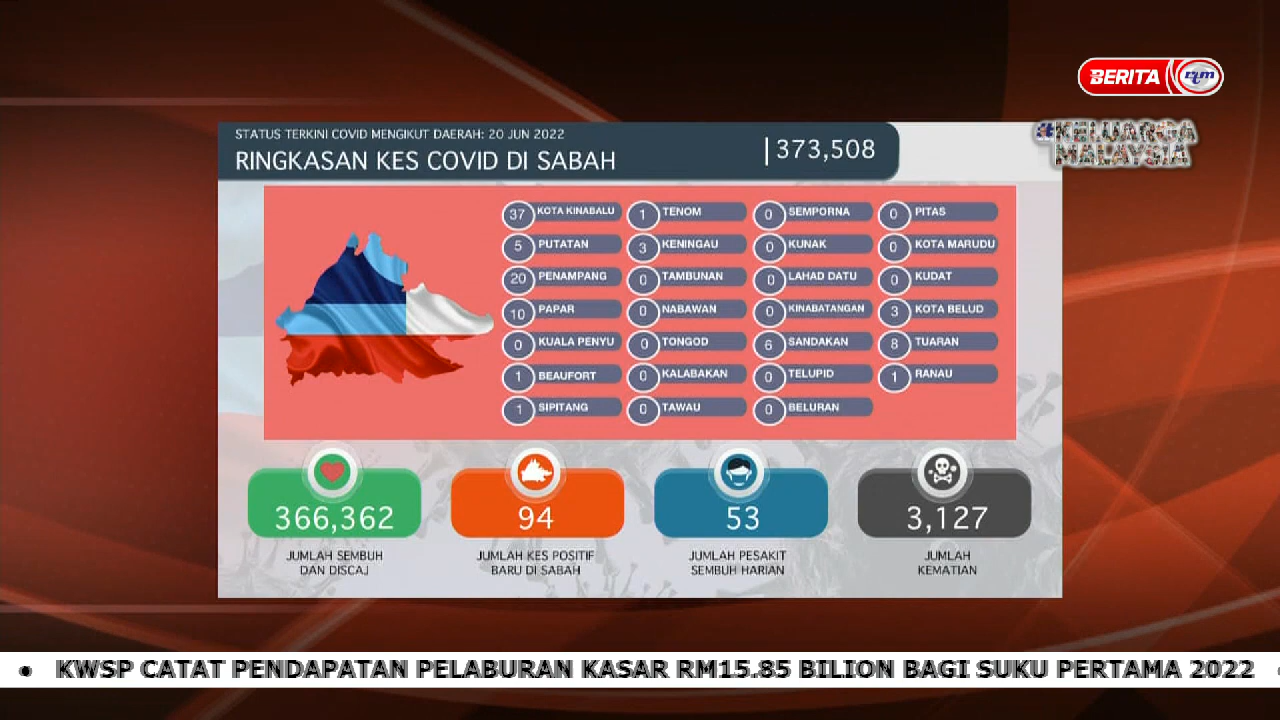 BERITA rtm
#KELUARGA
MALAYSIA
STATUS TERKINI COVID MENGIKUT DAERAH: 20 JUN 2022
RINGKASAN KES COVID DI SABAH
373,508
37 KOTA KINABALU
5 PUTATAN
20 PENAMPANG
10 PAPAR
0 KUALA PENYU
1 BEAUFORT
1 SIPITANG
1 TENOM
3 KENINGAU
0 TAMBUNAN
0 NABAWAN
0 TONGOD
0 KALABAKAN
0 TAWAU
0 SEMPORNA
0 KUNAK
0 LAHAD DATU
0 KINABATANGAN
6 SANDAKAN
0 TELUPID
0 BELURAN
0 PITAS
0 KOTA MARUDU
0 KUDAT
3 KOTA BELUD
8 TUARAN
1 RANAU
366,362
JUMLAH SEMBUH
DAN DISCAJ
94
JUMLAH KES POSITIF
BARU DI SABAH
53
JUMLAH PESAKIT
SEMBUH HARIAN
3,127
JUMLAH
KEMATIAN
• KWSP CATAT PENDAPATAN PELABURAN KASAR RM15.85 BILION BAGI SUKU PERTAMA 2022